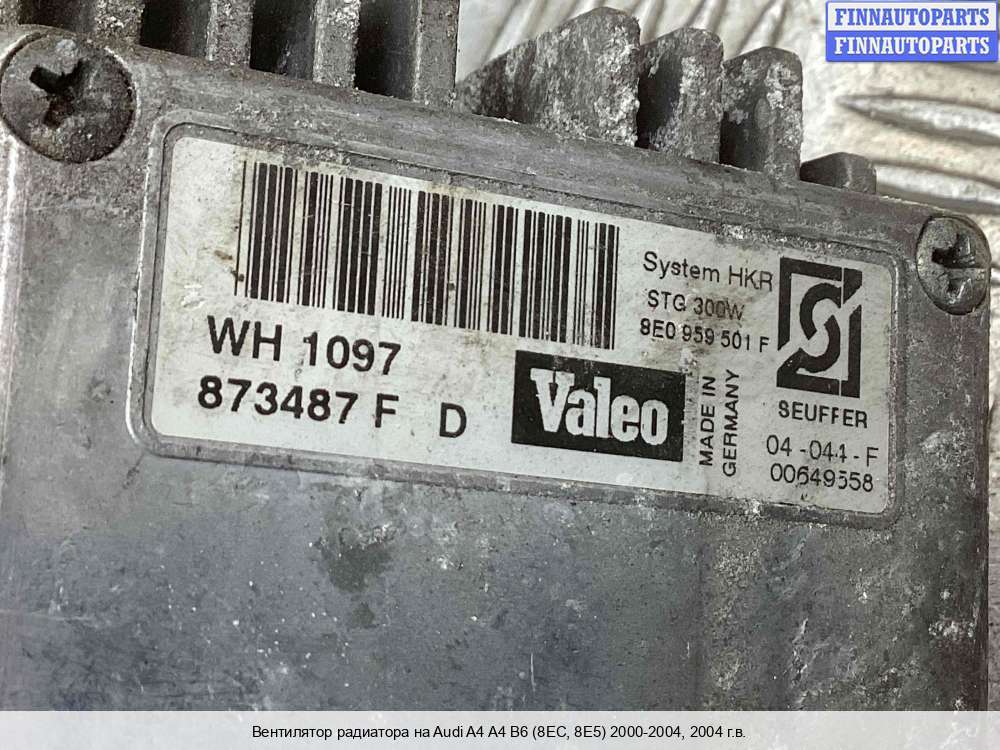 FINNAUTOPARTS
FINNAUTOPARTS
System HKR
STG 300W
8E0 959 501 F
WH 1097
873487 F D
Valeo
MADE IN
GERMANY
SEUFFER
04-044-F
00649558
Вентилятор радиатора на Audi A4 A4 B6 (8EC, 8E5) 2000-2004, 2004 г.в.